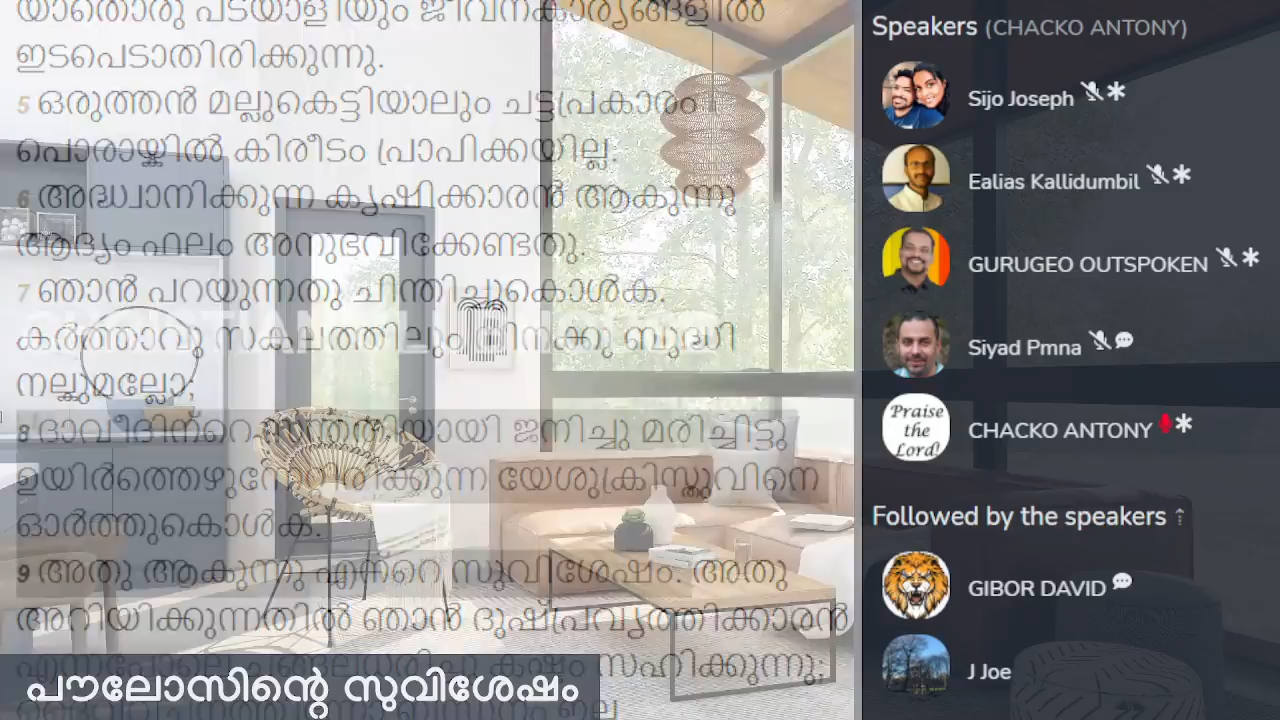 യാതൊരു പടയാളിയും ജീവനകാര്യങ്ങളിൽ
ഇടപെടാതിരിക്കുന്നു.
5 ഒരുത്തൻ മല്ലുകെട്ടിയാലും ചട്ടപ്രകാരം
പൊരായ്കിൽ കിരീടം പ്രാപിക്കയില്ല.
6 അദ്ധ്വാനിക്കുന്ന കൃഷിക്കാരൻ ആകുന്നു
ആദ്യം ഫലം അനുഭവിക്കേണ്ടതു.
7 ഞാൻ പറയുന്നതു ചിന്തിച്ചുകൊൾക.
കർത്താവു സകലത്തിലും നിനക്കു ബുദ്ധി
നല്കുമല്ലോ;
8 ദാവീദിന്റെ സന്തതിയായി ജനിച്ചു മരിച്ചിട്ടു
ഉയിർത്തെഴുന്നേറ്റിരിക്കുന്ന യേശുക്രിസ്തുവിനെ
ഓർത്തുകൊൾക.
9 അതു ആകുന്നു എന്റെ സുവിശേഷം. അതു
അറിയിക്കുന്നതിൽ ഞാൻ ദുഷ്‌പ്രവൃത്തിക്കാരൻ
സഹിക്കുന്നു;
പൗലോസിന്റെ സുവിശേഷം
Speakers (CHACKO ANTONY)
Sijo Joseph
Ealias Kallidumbil
GURUGEO OUTSPOKEN
Siyad Pmna
Praise
the
Lord!
CHACKO ANTONY
Followed by the speakers
GIBOR DAVID
J Joe